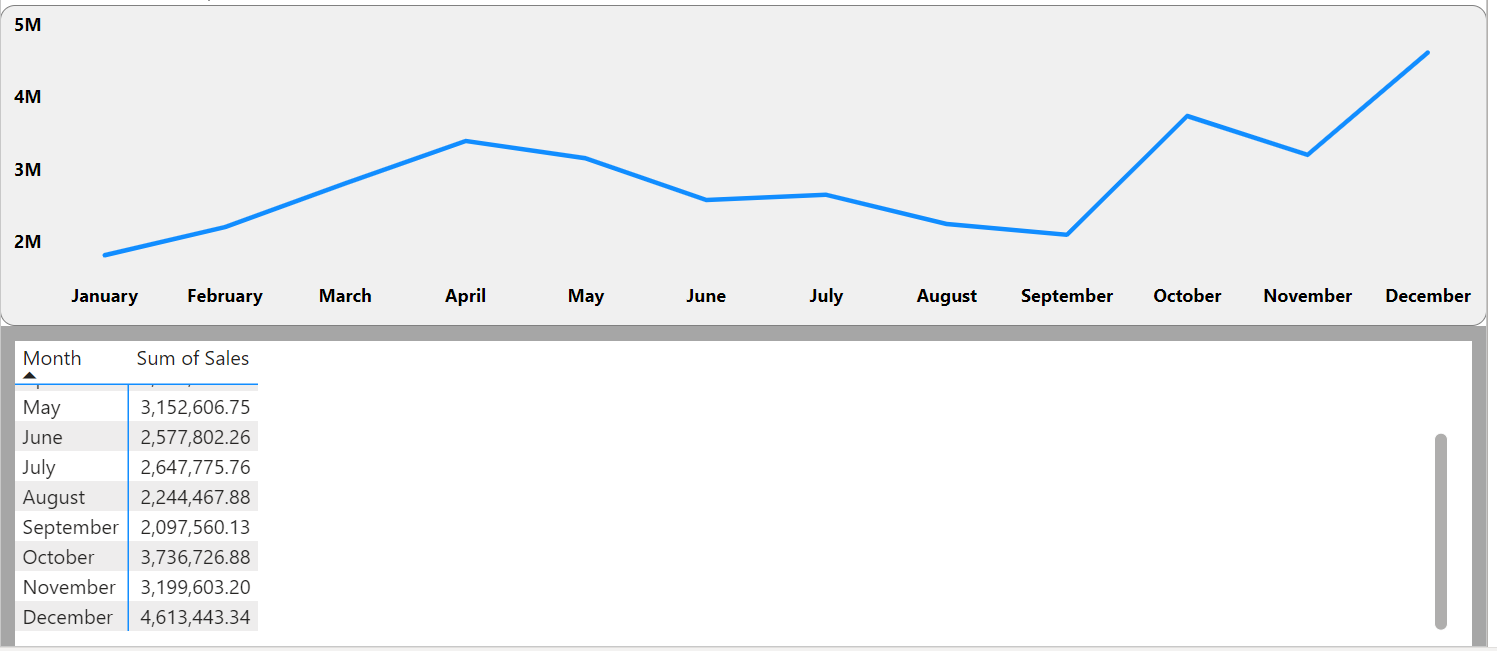 5M
4M
3M
2M
January February March April May June July August September October November December
Month Sum of Sales
May 3,152,606.75
June 2,577,802.26
July 2,647,775.76
August 2,244,467.88
September 2,097,560.13
October 3,736,726.88
November 3,199,603.20
December 4,613,443.34